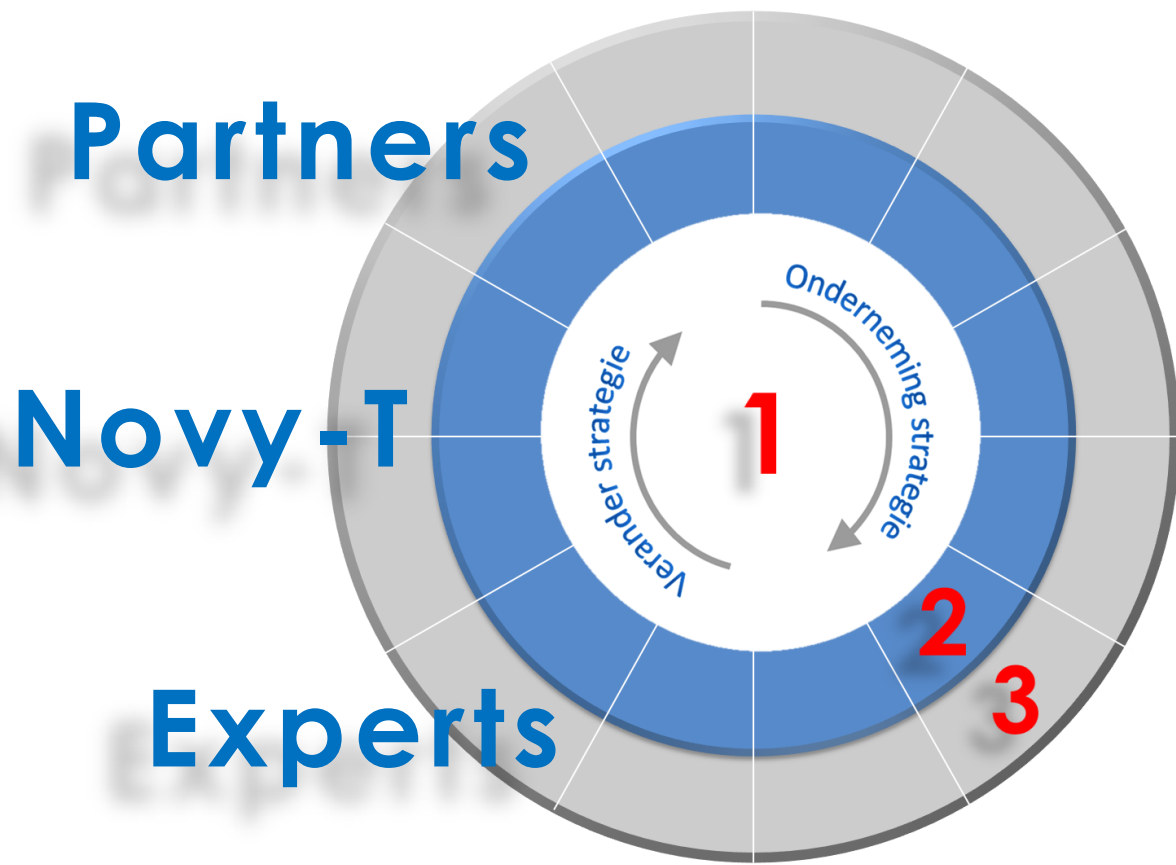 Partners
Onderneming strategie
Verander strategie
1
Novy-T
2
3
Experts